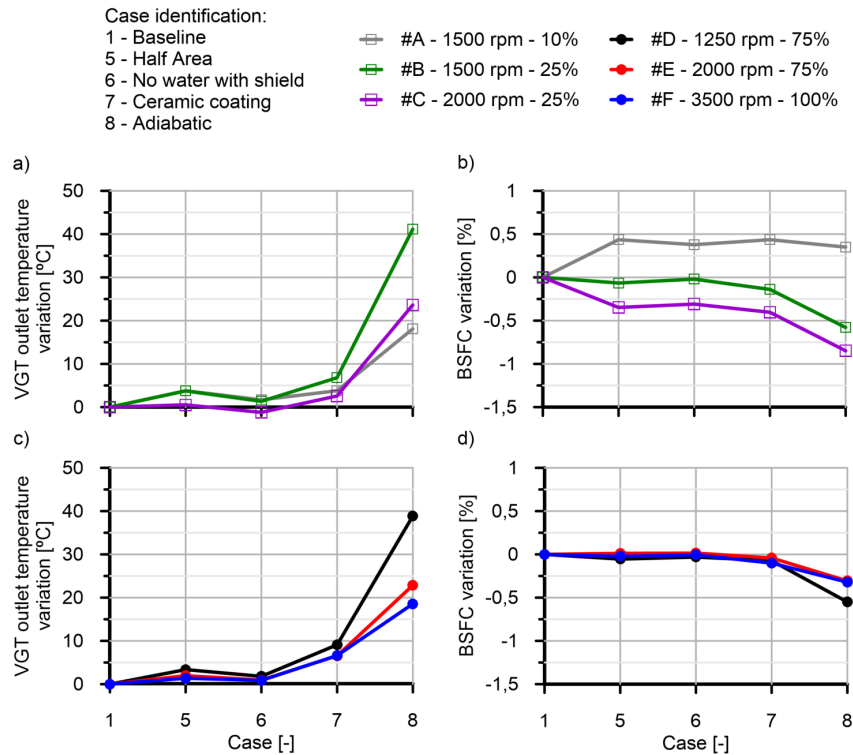 Case identification:
1 - Baseline
5 - Half Area
6 - No water with shield
7 - Ceramic coating
8 - Adiabatic
#A - 1500 rpm - 10%
#B - 1500 rpm - 25%
#C - 2000 rpm - 25%
#D - 1250 rpm - 75%
#E - 2000 rpm - 75%
#F - 3500 rpm - 100%
a)
VGT outlet temperature
variation [ºC]
50
40
30
20
10
0
b)
BSFC variation [%]
1
0,5
0
-0,5
-1
-1,5
c)
VGT outlet temperature
variation [ºC]
50
40
30
20
10
0
1 5 6 7 8
Case [-]
d)
BSFC variation [%]
1
0,5
0
-0,5
-1
-1,5
1 5 6 7 8
Case [-]